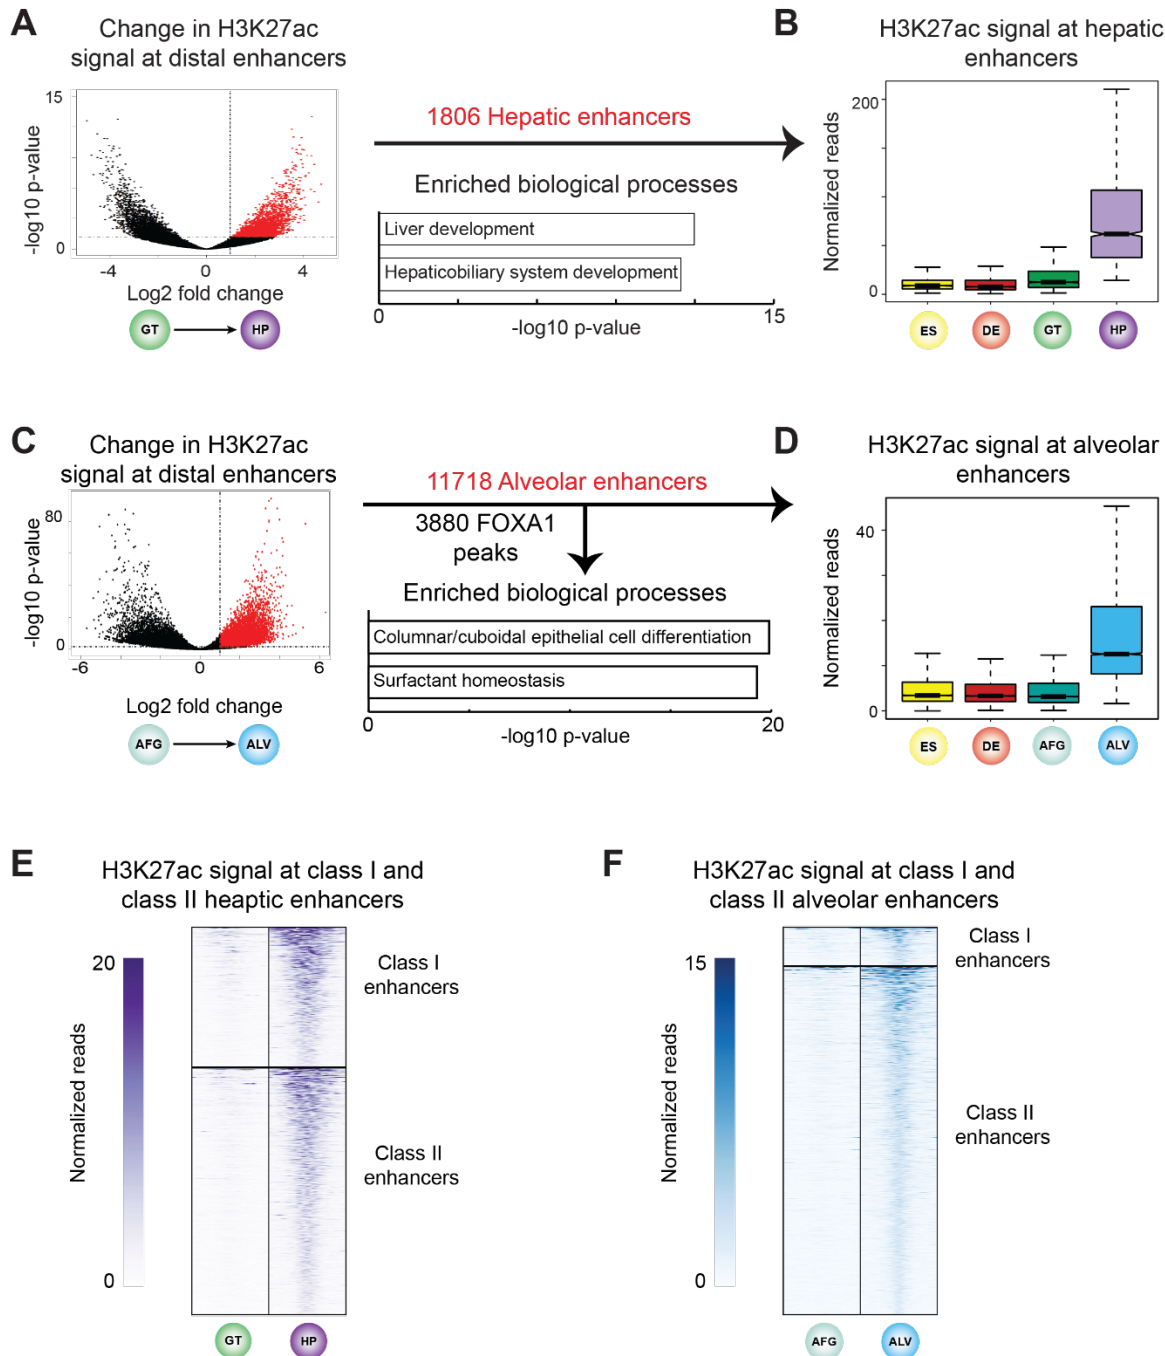 A
Change in H3K27ac
signal at distal enhancers
15
-log10 p-value
0
-4
0
4
Log2 fold change
GT
HP
1806 Hepatic enhancers
Enriched biological processes
Liver development
Hepaticobiliary system development
0
15
-log10 p-value
B
H3K27ac signal at hepatic
enhancers
200
Normalized reads
0
ES
DE
GT
HP
C
Change in H3K27ac
signal at distal enhancers
80
-log10 p-value
0
-6
0
6
Log2 fold change
AFG
ALV
11718 Alveolar enhancers
3880 FOXA1
peaks
Enriched biological processes
Columnar/cuboidal epithelial cell differentiation
Surfactant homeostasis
0
20
-log10 p-value
D
H3K27ac signal at alveolar
enhancers
40
Normalized reads
0
ES
DE
AFG
ALV
E
H3K27ac signal at class I and
class II heaptic enhancers
20
Normalized reads
0
Class I
enhancers
Class II
enhancers
GT
HP
F
H3K27ac signal at class I and
class II alveolar enhancers
15
Normalized reads
0
Class I
enhancers
Class II
enhancers
AFG
ALV